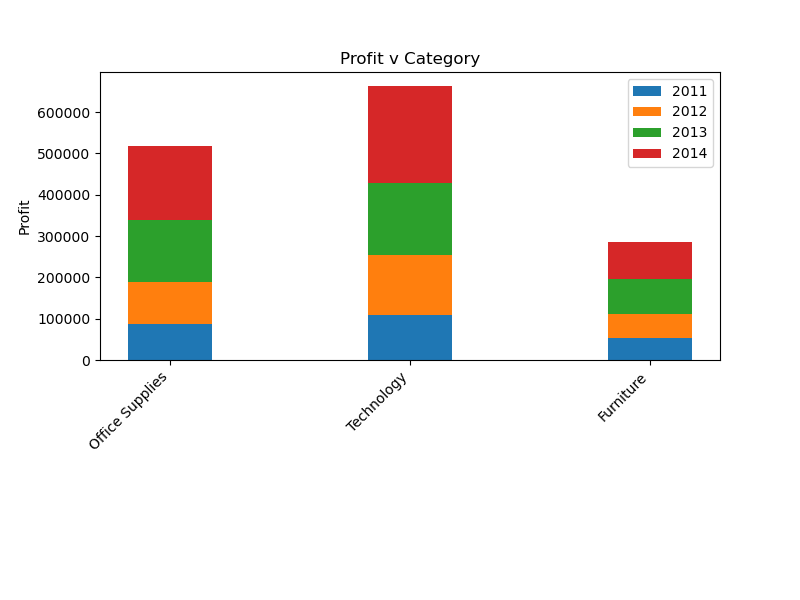 Profit v Category
2011
2012
2013
2014
600000
500000
400000
300000
200000
100000
0
Profit
Office Supplies
Technology
Furniture